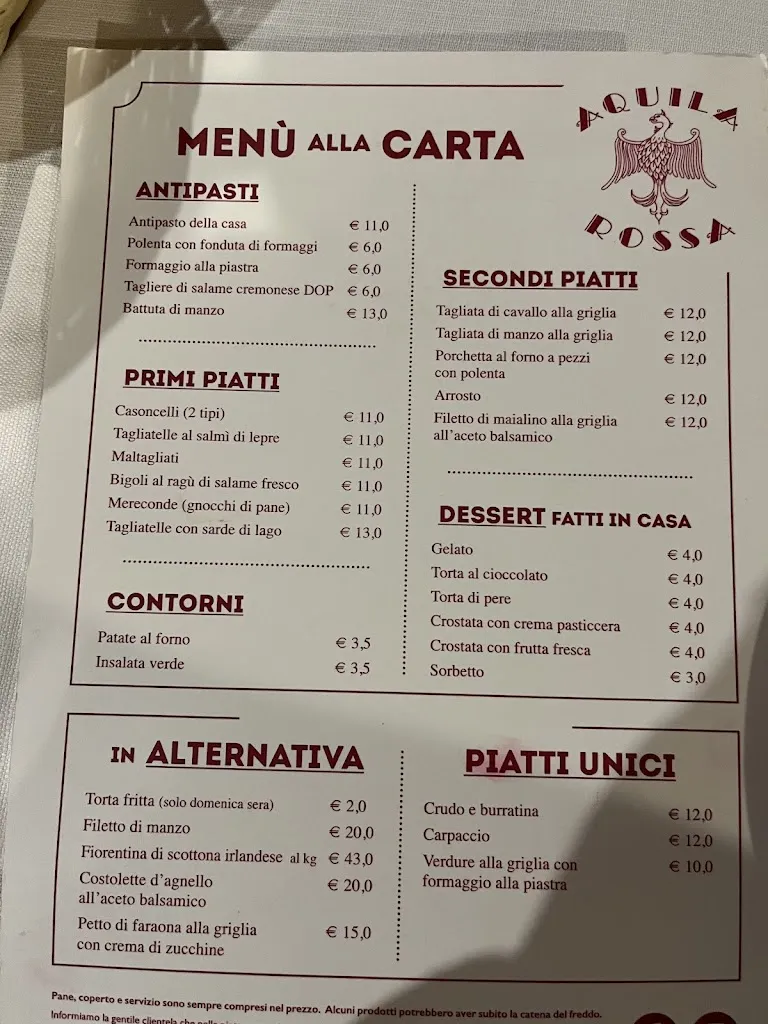 AQUILA
ROSSA
MENÙ ALLA CARTA
ANTIPASTI
Antipasto della casa € 11,0
Polenta con fonduta di formaggi € 6,0
Formaggio alla piastra € 6,0
Tagliere di salame cremonese DOP € 6,0
Battuta di manzo € 13,0
PRIMI PIATTI
Casoncelli (2 tipi) € 11,0
Tagliatelle al salmì di lepre € 11,0
Maltagliati € 11,0
Bigoli al ragù di salame fresco € 11,0
Mereconde (gnocchi di pane) € 11,0
Tagliatelle con sarde di lago € 13,0
CONTORNI
Patate al forno € 3,5
Insalata verde € 3,5
SECONDI PIATTI
Tagliata di cavallo alla griglia € 12,0
Tagliata di manzo alla griglia € 12,0
Porchetta al forno a pezzi € 12,0
con polenta
Arrosto € 12,0
Filetto di maialino alla griglia € 12,0
all'aceto balsamico
DESSERT FATTI IN CASA
Gelato € 4,0
Torta al cioccolato € 4,0
Torta di pere € 4,0
Crostata con crema pasticcera € 4,0
Crostata con frutta fresca € 4,0
Sorbetto € 3,0
IN ALTERNATIVA
Torta fritta (solo domenica sera) € 2,0
Filetto di manzo € 20,0
Fiorentina di scottona irlandese al kg € 43,0
Costolette d'agnello € 20,0
all'aceto balsamico
Petto di faraona alla griglia € 15,0
con crema di zucchine
PIATTI UNICI
Crudo e burratina € 12,0
Carpaccio € 12,0
Verdure alla griglia con € 10,0
formaggio alla piastra
Pane, coperto e servizio sono sempre compresi nel prezzo. Alcuni prodotti potrebbero aver subito la catena del freddo.
Informiamo la gentile clientela che